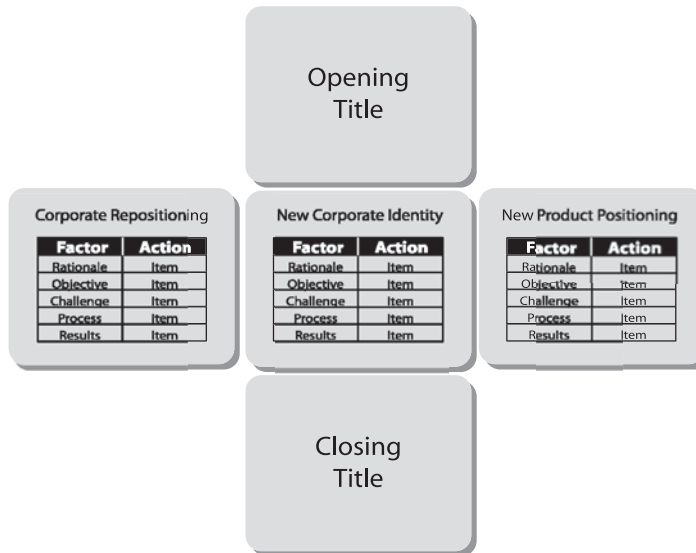 Opening
Title
Corporate Repositioning
Factor Action
Rationale Item
Objective Item
Challenge Item
Process Item
Results Item
New Corporate Identity
Factor Action
Rationale Item
Objective Item
Challenge Item
Process Item
Results Item
New Product Positioning
Factor Action
Rationale Item
Objective Item
Challenge Item
Process Item
Results Item
Closing
Title